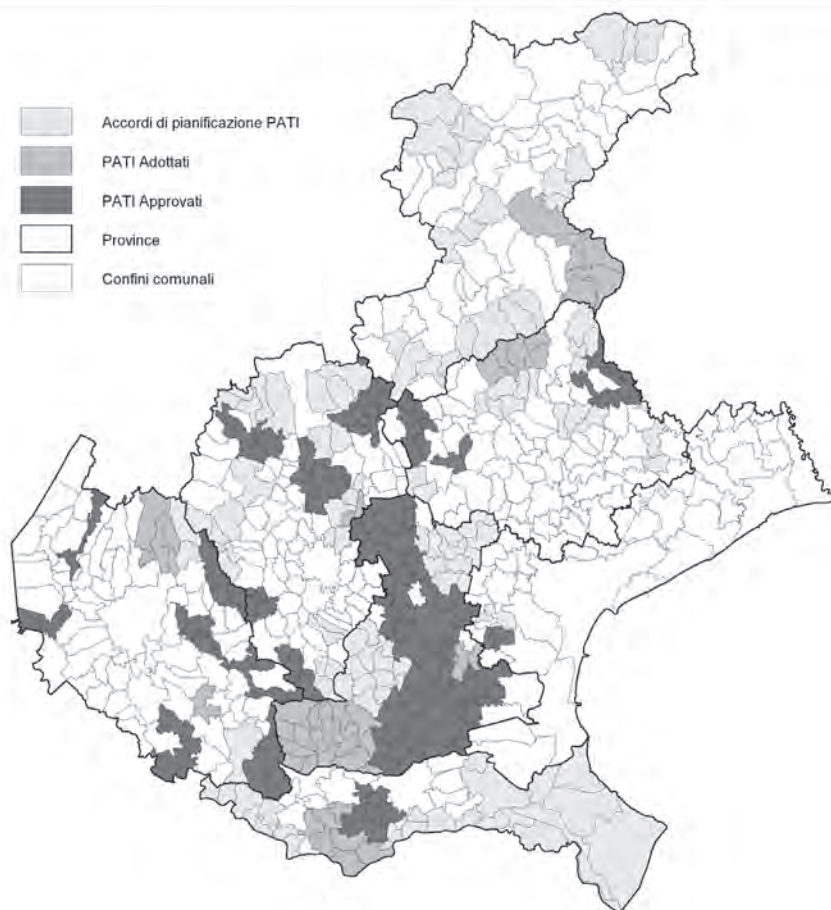 Accordi di pianificazione PATI
PATI Adottati
PATI Approvati
Province
Confini comunali